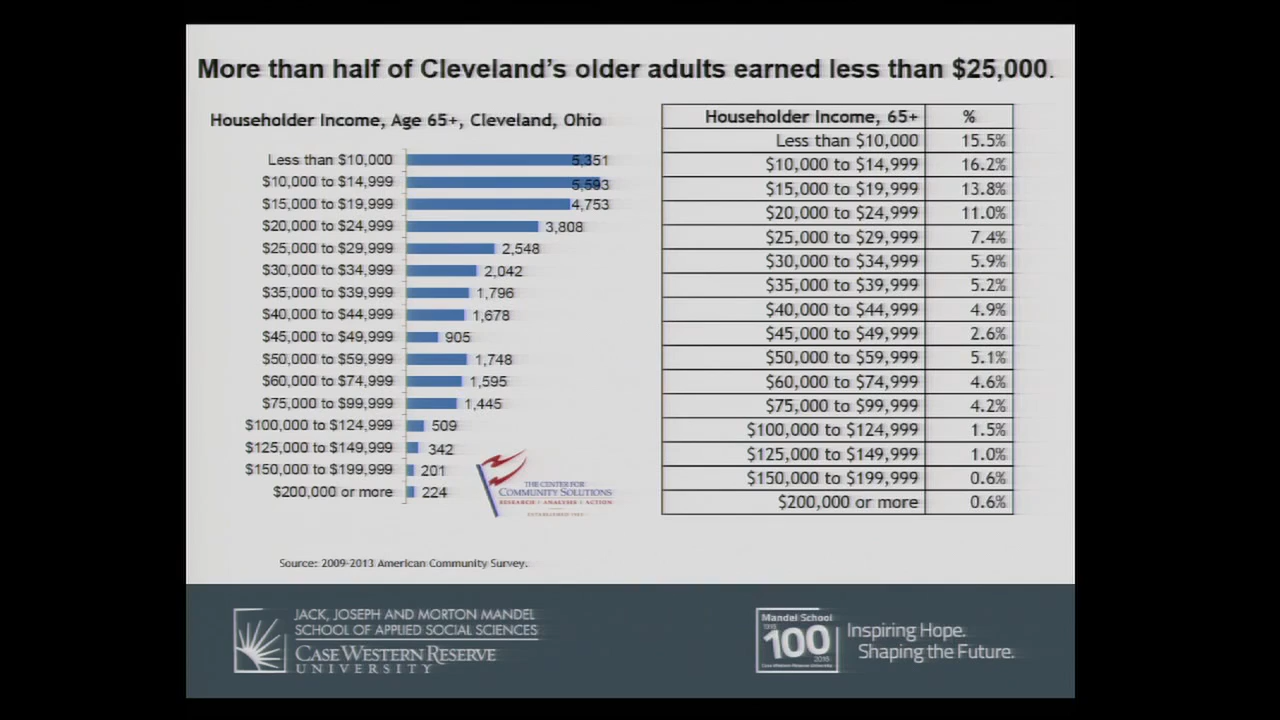 More than half of Cleveland's older adults earned less than $25,000.
Householder Income, Age 65+, Cleveland, Ohio
Less than $10,000 5,351
$10,000 to $14,999 5,593
$15,000 to $19,999 4,753
$20,000 to $24,999 3,808
$25,000 to $29,999 2,548
$30,000 to $34,999 2,042
$35,000 to $39,999 1,796
$40,000 to $44,999 1,678
$45,000 to $49,999 905
$50,000 to $59,999 1,748
$60,000 to $74,999 1,595
$75,000 to $99,999 1,445
$100,000 to $124,999 509
$125,000 to $149,999 342
$150,000 to $199,999 201
$200,000 or more 224
THE CENTER FOR
COMMUNITY SOLUTIONS
RESEARCH • ANALYSIS • ACTION
Householder Income, 65+ %
Less than $10,000 15.5%
$10,000 to $14,999 16.2%
$15,000 to $19,999 13.8%
$20,000 to $24,999 11.0%
$25,000 to $29,999 7.4%
$30,000 to $34,999 5.9%
$35,000 to $39,999 5.2%
$40,000 to $44,999 4.9%
$45,000 to $49,999 2.6%
$50,000 to $59,999 5.1%
$60,000 to $74,999 4.6%
$75,000 to $99,999 4.2%
$100,000 to $124,999 1.5%
$125,000 to $149,999 1.0%
$150,000 to $199,999 0.6%
$200,000 or more 0.6%
Source: 2009-2013 American Community Survey.
JACK, JOSEPH AND MORTON MANDEL
SCHOOL OF APPLIED SOCIAL SCIENCES
CASE WESTERN RESERVE
UNIVERSITY
Mandel School
100
Case Western Reserve University
Inspiring Hope.
Shaping the Future.